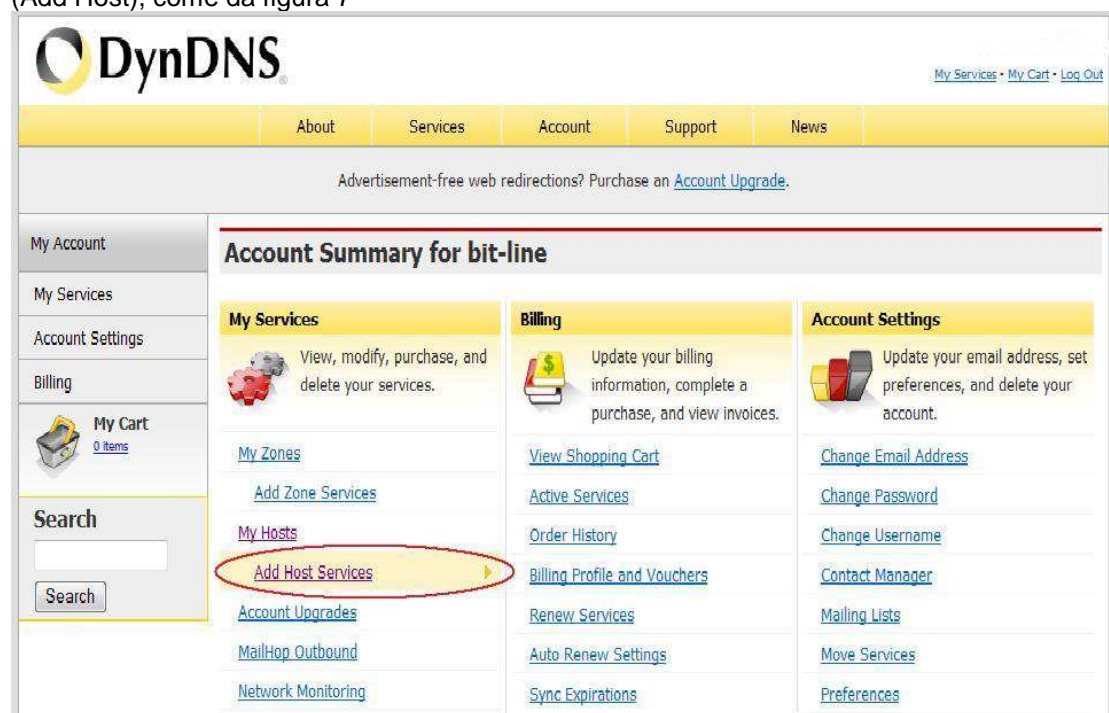 (Add Host), come da figura 7
DynDNS
My Services · My Cart · Log Out
About Services Account Support News
Advertisement-free web redirections? Purchase an Account Upgrade.
My Account
My Services
Account Settings
Billing
My Cart
0 items
Search
Search
Account Summary for bit-line
My Services
View, modify, purchase, and
delete your services.
My Zones
Add Zone Services
My Hosts
Add Host Services
Account Upgrades
MailHop Outbound
Network Monitoring
Billing
Update your billing
information, complete a
purchase, and view invoices.
View Shopping Cart
Active Services
Order History
Billing Profile and Vouchers
Renew Services
Auto Renew Settings
Sync Expirations
Account Settings
Update your email address, set
preferences, and delete your
account.
Change Email Address
Change Password
Change Username
Contact Manager
Mailing Lists
Move Services
Preferences